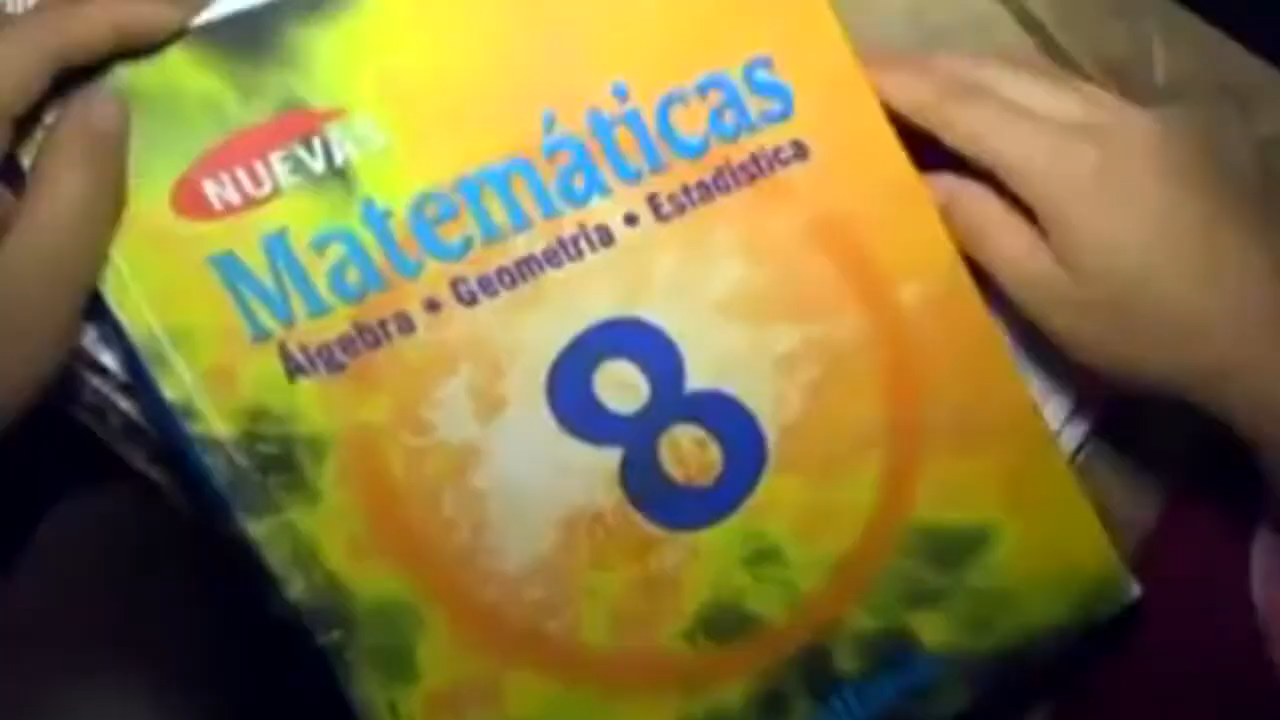 NUEVAS
Matemáticas
Álgebra • Geometría • Estadística
8